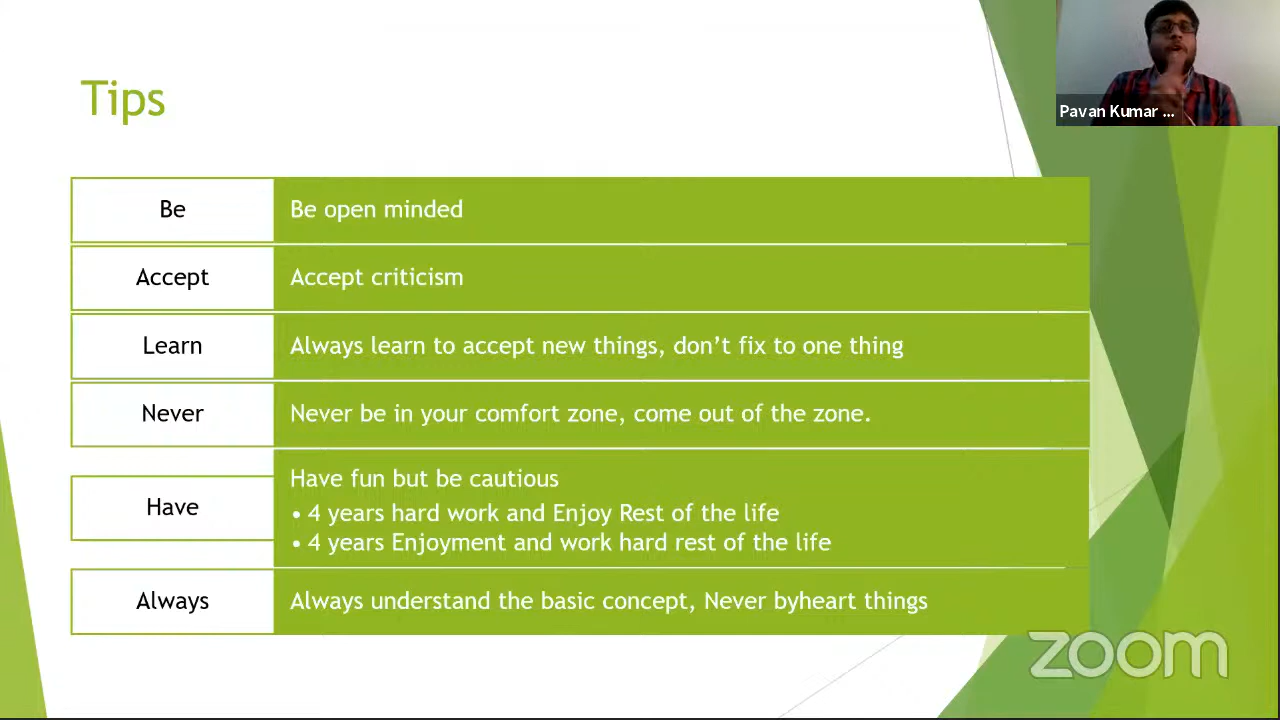 Tips
Pavan Kumar ...
Be
Be open minded
Accept
Accept criticism
Learn
Always learn to accept new things, don’t fix to one thing
Never
Never be in your comfort zone, come out of the zone.
Have
Have fun but be cautious
• 4 years hard work and Enjoy Rest of the life
• 4 years Enjoyment and work hard rest of the life
Always
Always understand the basic concept, Never byheart things
zoom